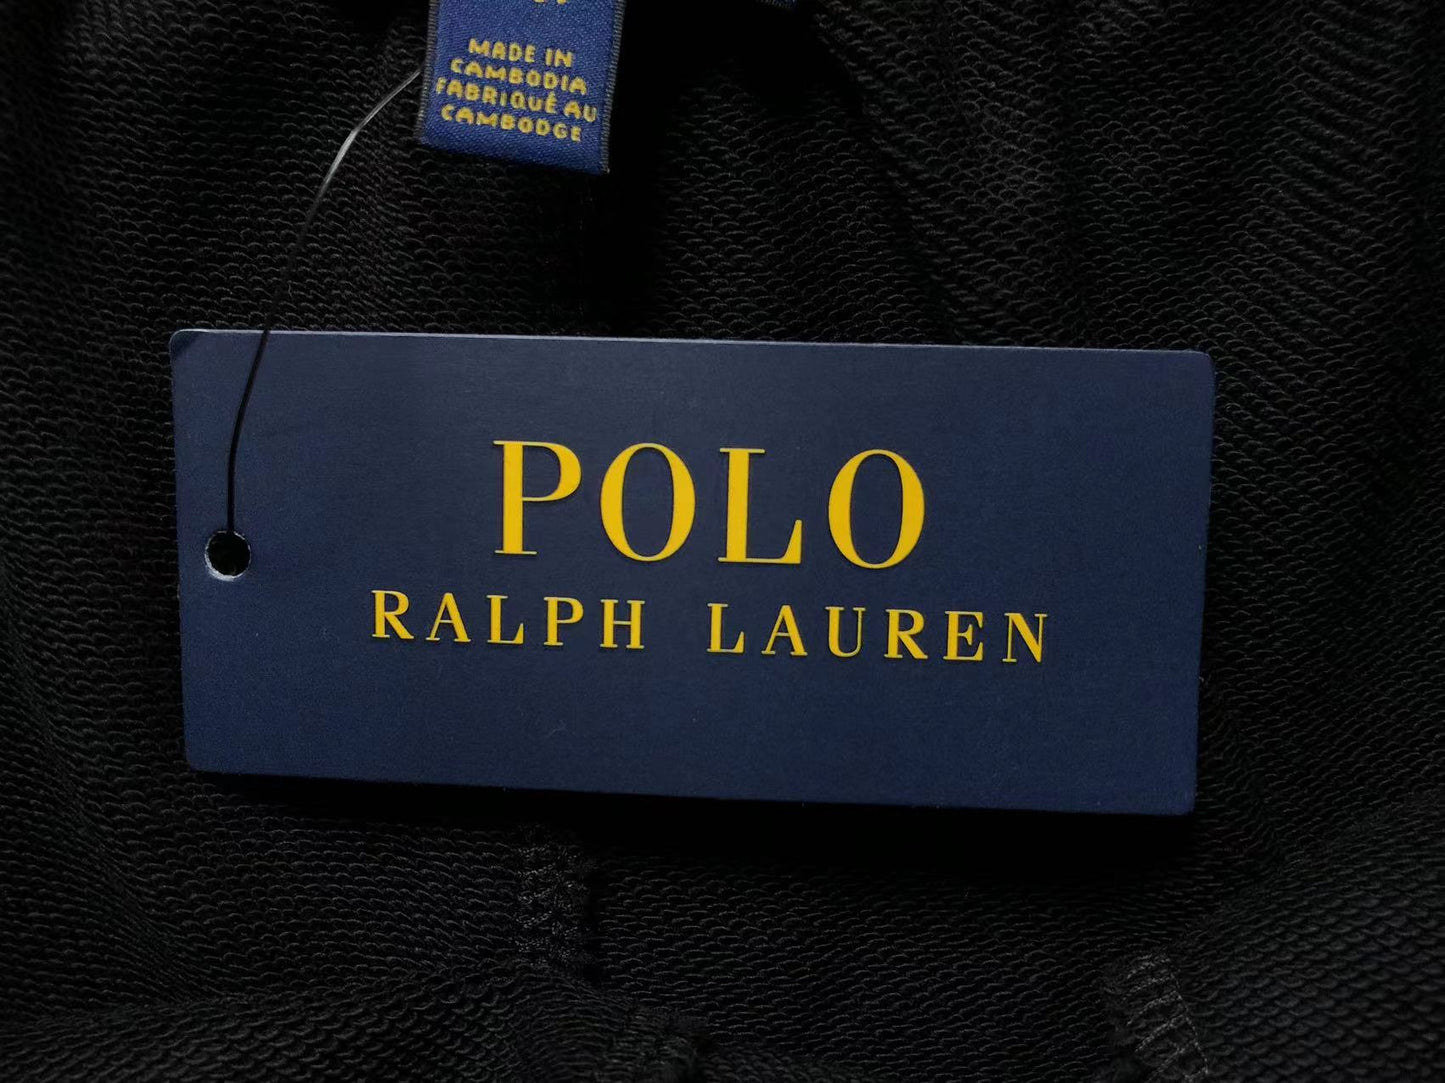 MADE IN
CAMBODIA
FABRIQUÉ AU
CAMBODGE
POLO
RALPH LAUREN